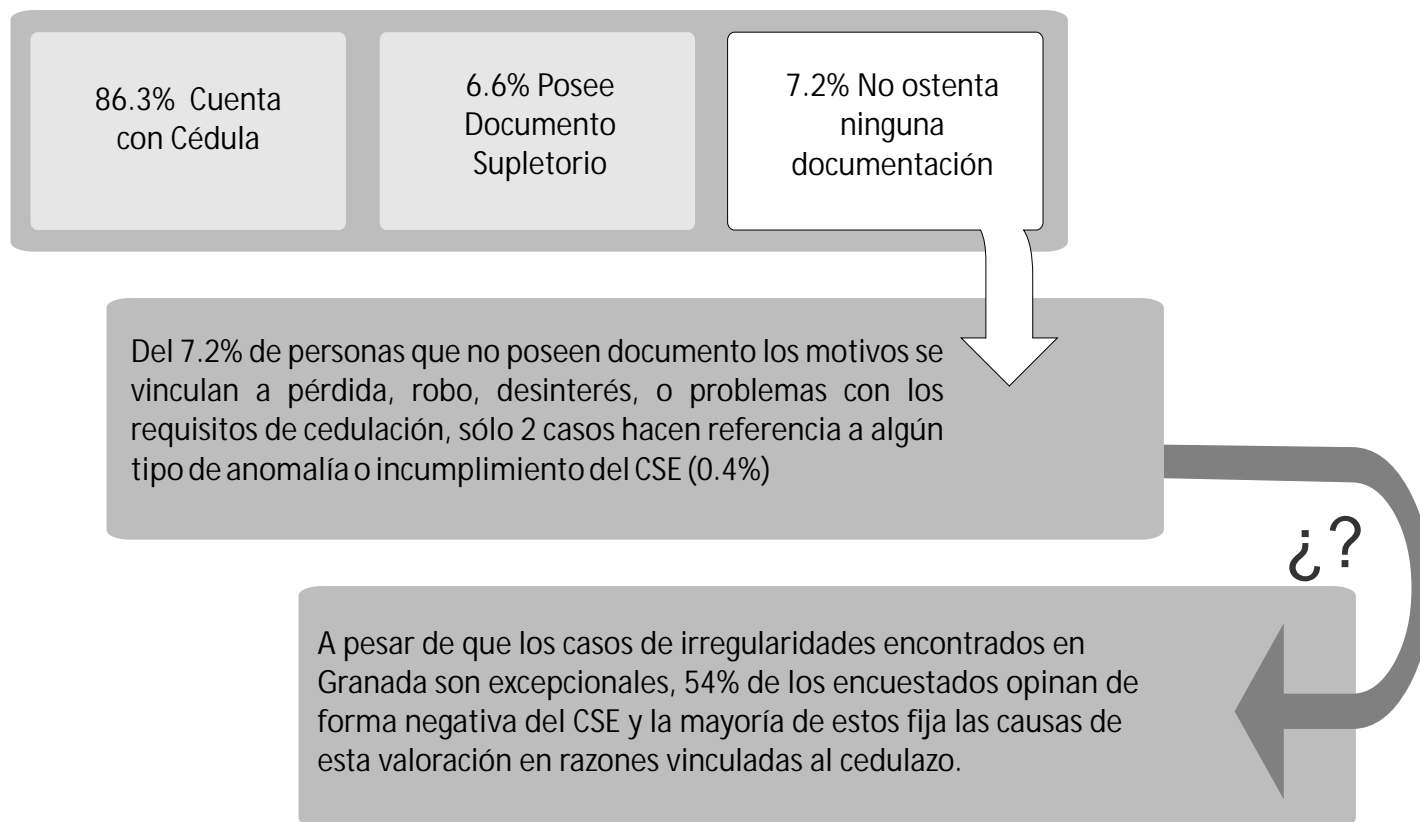 86.3% Cuenta
con Cédula
6.6% Posee
Documento
Supletorio
7.2% No ostenta
ninguna
documentación
Del 7.2% de personas que no poseen documento los motivos se
vinculan a pérdida, robo, desinterés, o problemas con los
requisitos de cedulación, sólo 2 casos hacen referencia a algún
tipo de anomalía o incumplimiento del CSE (0.4%)
¿?
A pesar de que los casos de irregularidades encontrados en
Granada son excepcionales, 54% de los encuestados opinan de
forma negativa del CSE y la mayoría de estos fija las causas de
esta valoración en razones vinculadas al cedulazo.